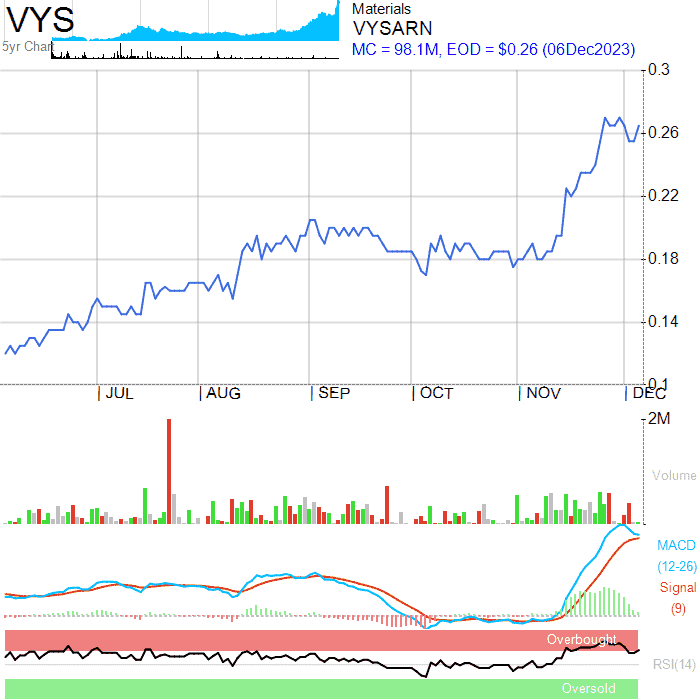 VYS
5yr Chart
Materials
VYSARN
MC = 98.1M, EOD = $0.26 (06Dec2023)
0.3
0.26
0.22
0.18
0.14
0.1
JUL AUG SEP OCT NOV DEC
2M
Volume
MACD
(12-26)
Signal
(9)
Overbought
RSI(14)
Oversold